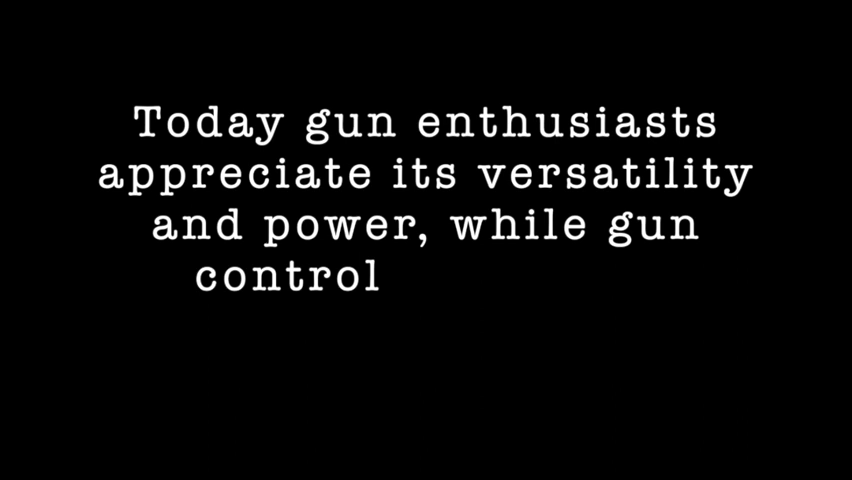 Today gun enthusiasts
appreciate its versatility
and power, while gun
control